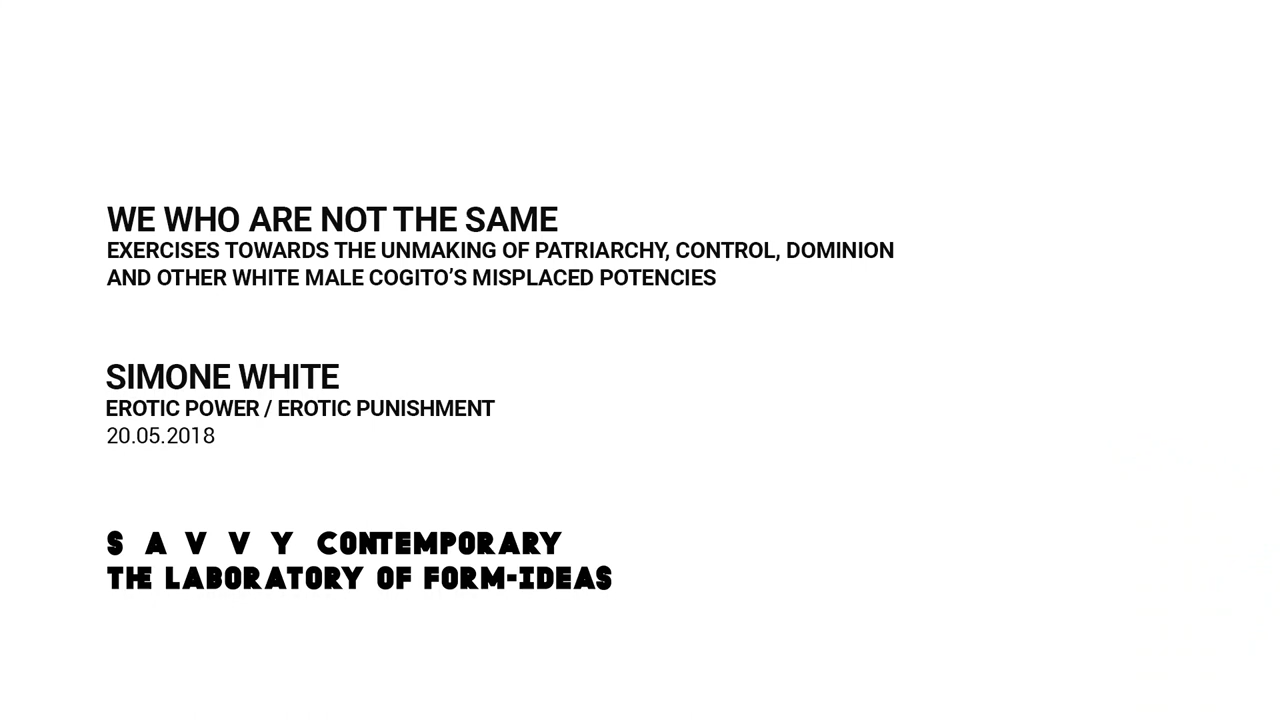 WE WHO ARE NOT THE SAME
EXERCISES TOWARDS THE UNMAKING OF PATRIARCHY, CONTROL, DOMINION
AND OTHER WHITE MALE COGITO’S MISPLACED POTENCIES
SIMONE WHITE
EROTIC POWER / EROTIC PUNISHMENT
20.05.2018
S A V V Y CONTEMPORARY
THE LABORATORY OF FORM-IDEAS